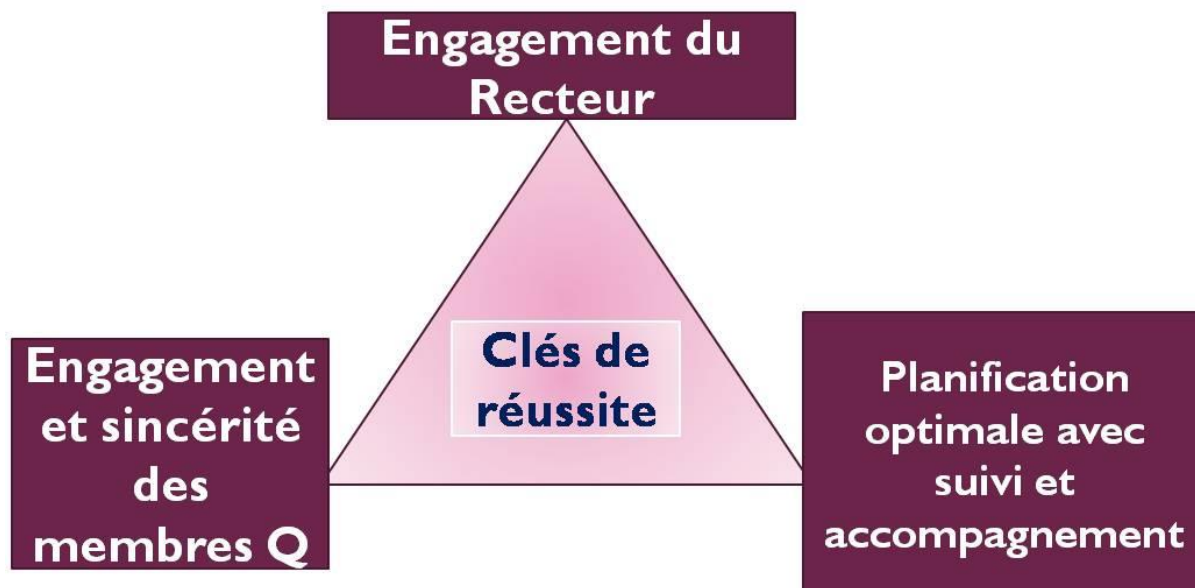 Engagement du
Recteur
Clés de
réussite
Engagement
et sincérité
des
membres Q
Planification
optimale avec
suivi et
accompagnement